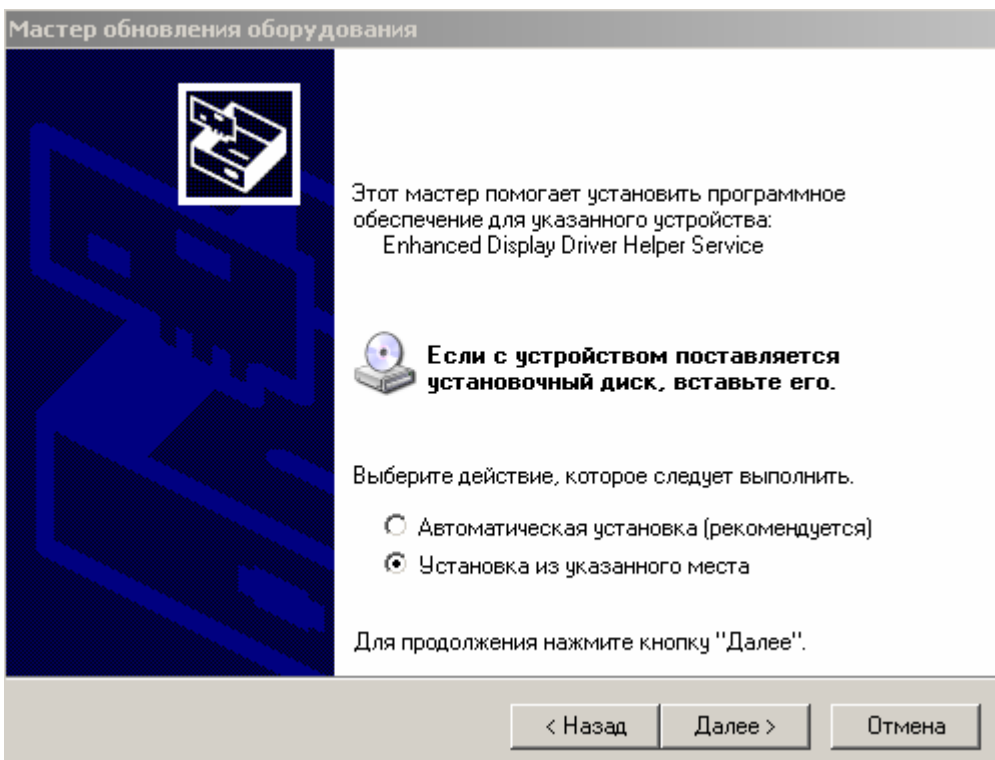 Мастер обновления оборудования
Этот мастер помогает установить программное
обеспечение для указанного устройства:
Enhanced Display Driver Helper Service
Если с устройством поставляется
установочный диск, вставьте его.
Выберите действие, которое следует выполнить.
Автоматическая установка (рекомендуется)
Установка из указанного места
Для продолжения нажмите кнопку "Далее".
< Назад Далее > Отмена